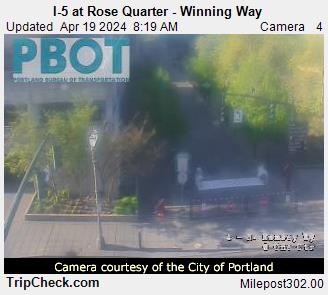 I-5 at Rose Quarter - Winning Way
Updated Apr 19 2024 8:19 AM Camera 4
PBOT
PORTLAND BUREAU OF TRANSPORTATION
Camera courtesy of the City of Portland
TripCheck.com Milepost302.00